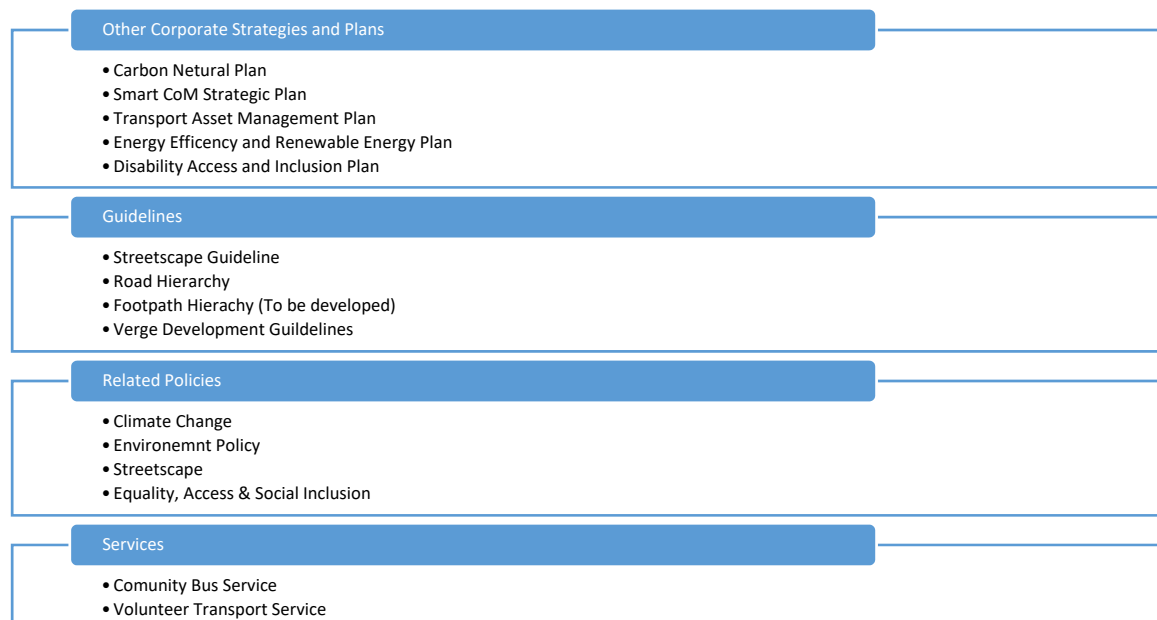 Other Corporate Strategies and Plans
• Carbon Netural Plan
• Smart CoM Strategic Plan
• Transport Asset Management Plan
• Energy Efficency and Renewable Energy Plan
• Disability Access and Inclusion Plan
Guidelines
• Streetscape Guideline
• Road Hierarchy
• Footpath Hierachy (To be developed)
• Verge Development Guildelines
Related Policies
• Climate Change
• Environemnt Policy
• Streetscape
• Equality, Access & Social Inclusion
Services
• Comunity Bus Service
• Volunteer Transport Service